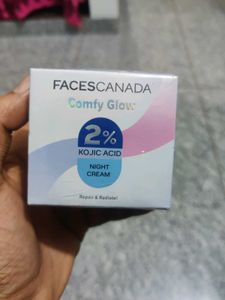 FACESCANADA
Comfy Glow
2%
KOJIC ACID
NIGHT
CREAM
Repair & Radiate!